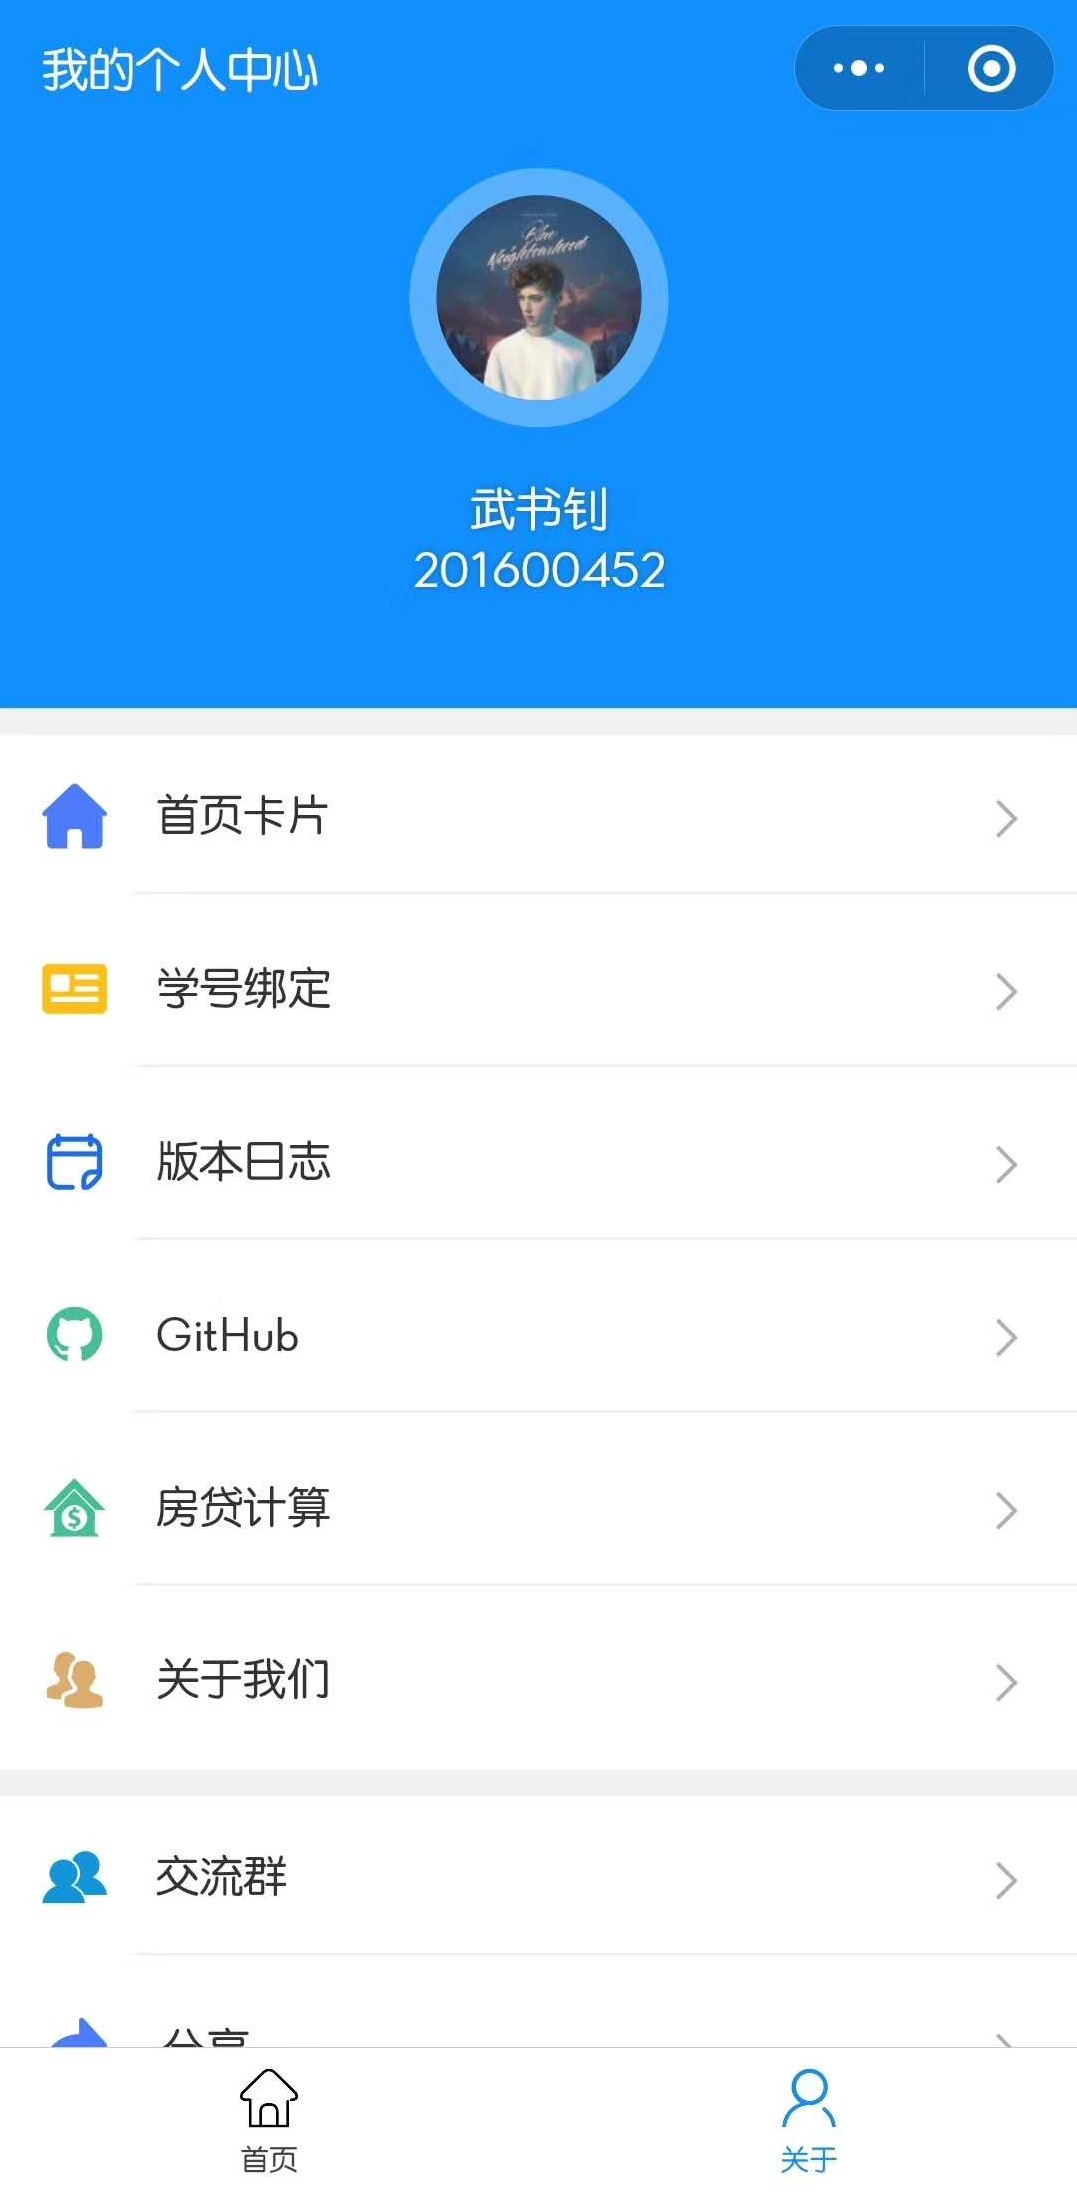 我的个人中心
Blue
Neighbourhood
武书钊
201600452
首页卡片
学号绑定
版本日志
GitHub
房贷计算
关于我们
交流群
分享
首页
关于